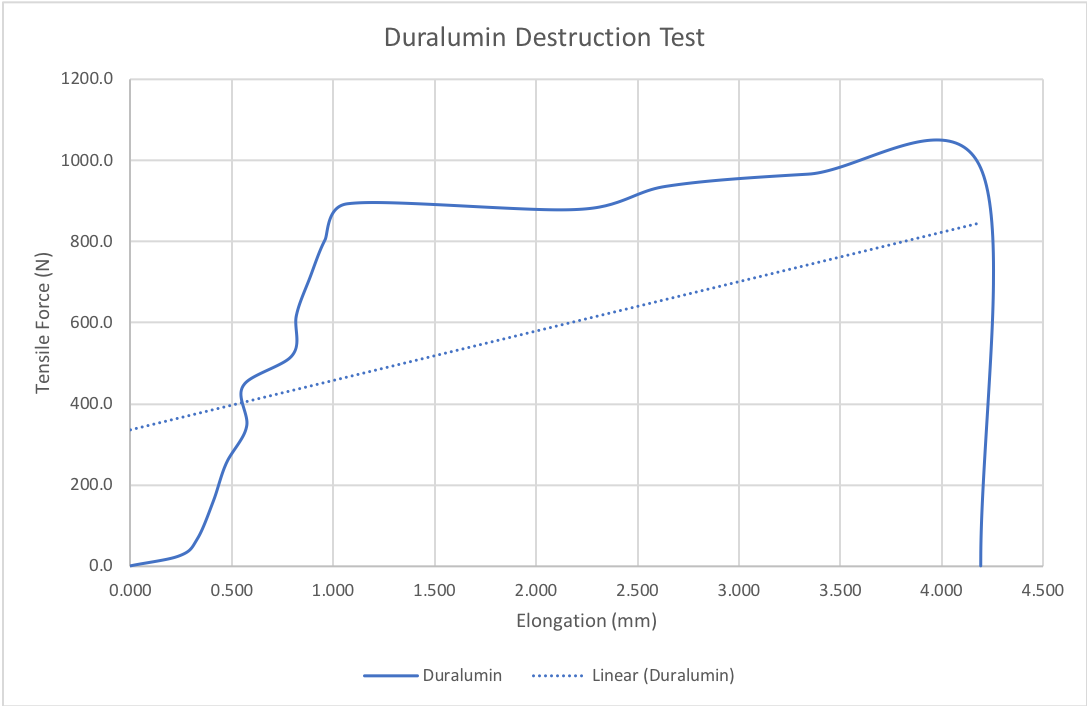 Duralumin Destruction Test
1200.0
1000.0
800.0
600.0
400.0
200.0
0.0
Tensile Force (N)
0.000 0.500 1.000 1.500 2.000 2.500 3.000 3.500 4.000 4.500
Elongation (mm)
Duralumin Linear (Duralumin)